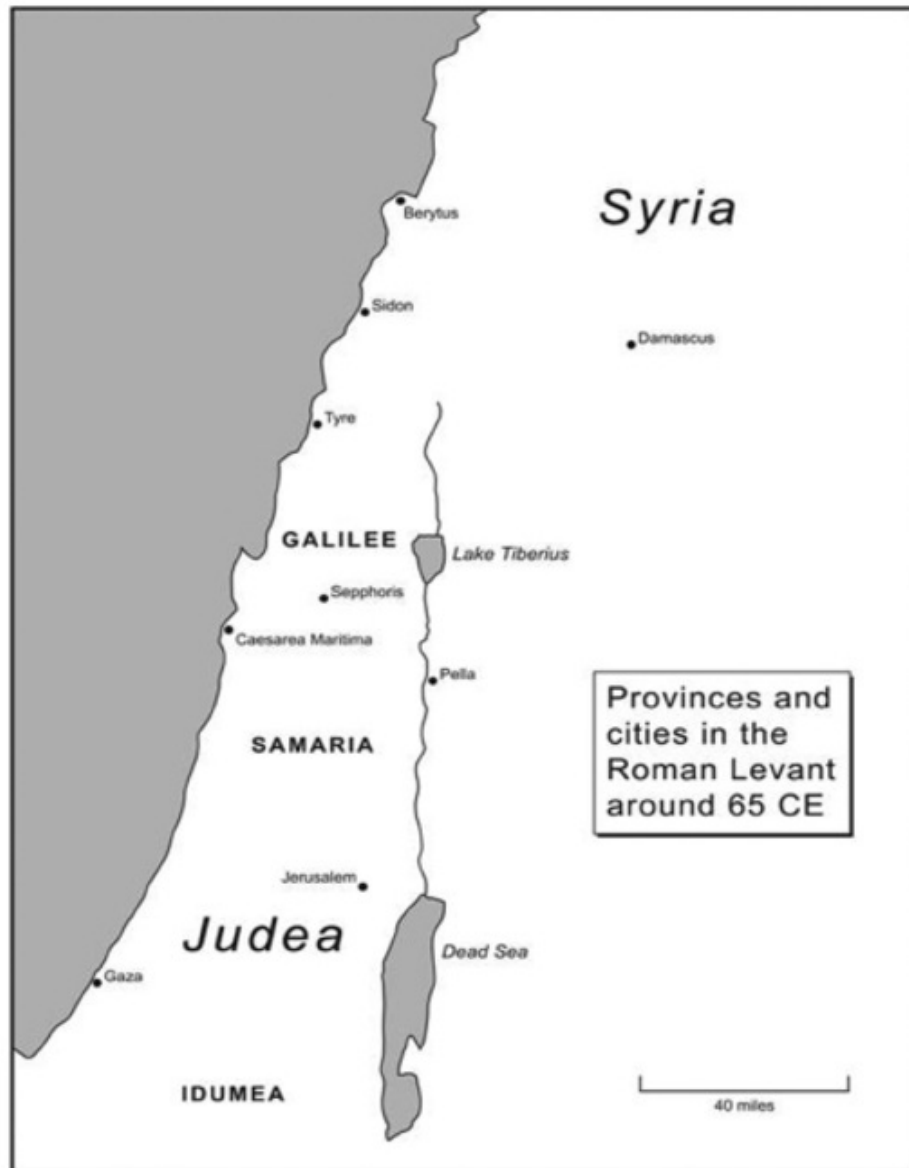 Syria
Berytus
Sidon
Damascus
Tyre
GALILEE
Lake Tiberius
Sepphoris
Caesarea Maritima
Pella
Provinces and
cities in the
Roman Levant
around 65 CE
SAMARIA
Jerusalem
Judea
Dead Sea
Gaza
IDUMEA
40 miles